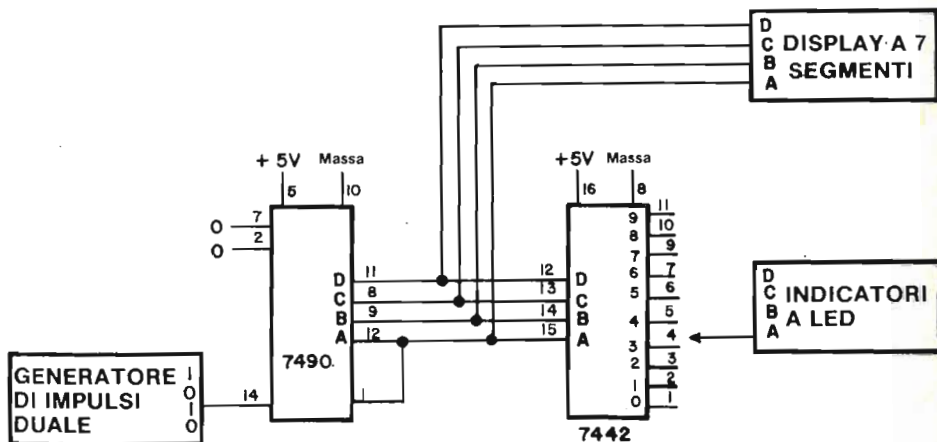 D
C
B
A
DISPLAY A 7
SEGMENTI
+ 5V Massa
5 10
+5V Massa
16 8
0 7
0 2
D 11
C 8
B 9
A 12
7490.
1
14
GENERATORE
DI IMPULSI
DUALE
1
0
1
0
12 D
13 C
14 B
15 A
9 11
8 10
7 9
6 7
5 6
4 5
3 4
2 3
1 2
0 1
7442
D
C
B
A
INDICATORI
A LED